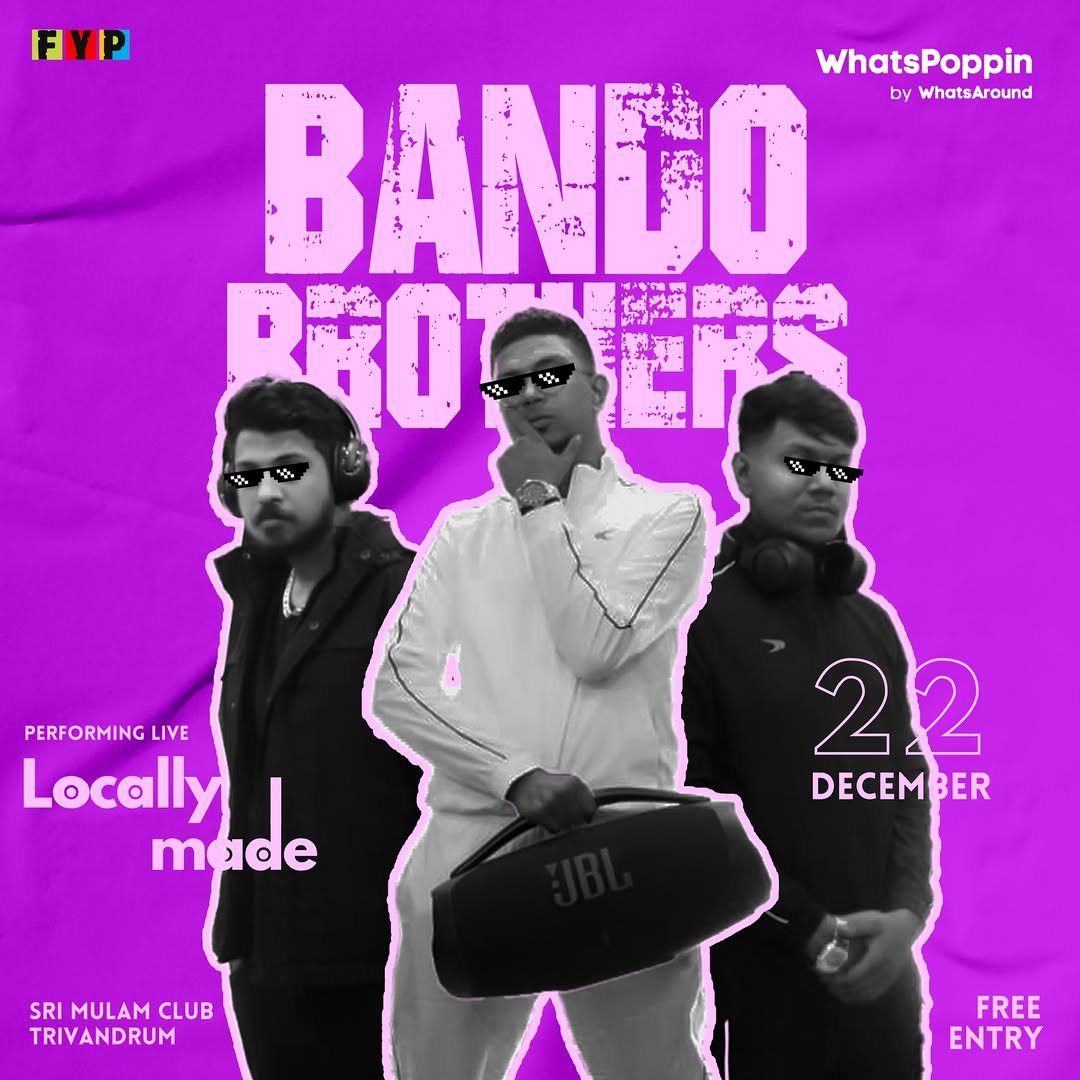 FYP
WhatsPoppin
by WhatsAround
BANDO
BROTHERS
PERFORMING LIVE
Locally
made
22
DECEMBER
JBL
SRI MULAM CLUB
TRIVANDRUM
FREE
ENTRY